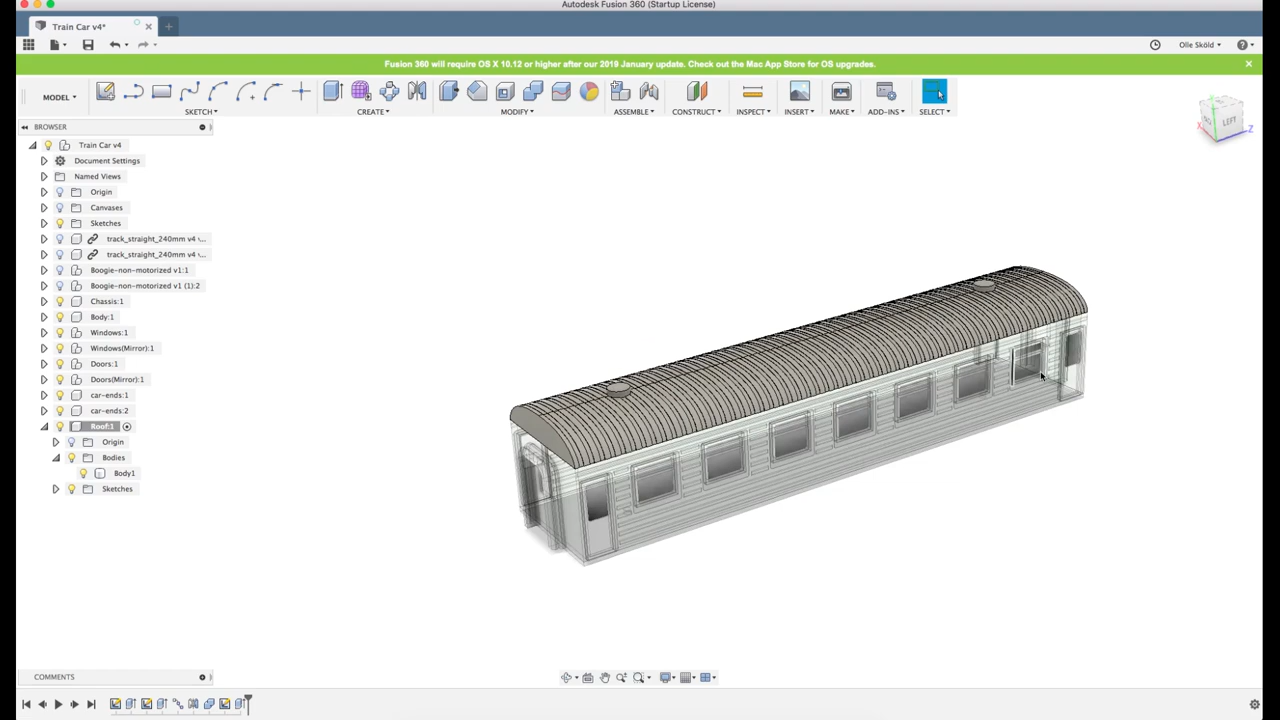 Autodesk Fusion 360 (Startup License)
Train Car v4*
Olle Sköld
Fusion 360 will require OS X 10.12 or higher after our 2019 January update. Check out the Mac App Store for OS upgrades.
MODEL
SKETCH
CREATE
MODIFY
ASSEMBLE
CONSTRUCT
INSPECT
INSERT
MAKE
ADD-INS
SELECT
LEFT
X
Z
BROWSER
Train Car v4
Document Settings
Named Views
Origin
Canvases
Sketches
track_straight_240mm v4 ...
track_straight_240mm v4 ...
Boogie-non-motorized v1:1
Boogie-non-motorized v1 (1):2
Chassis:1
Body:1
Windows:1
Windows(Mirror):1
Doors:1
Doors(Mirror):1
car-ends:1
car-ends:2
Roof:1
Origin
Bodies
Body1
Sketches
COMMENTS